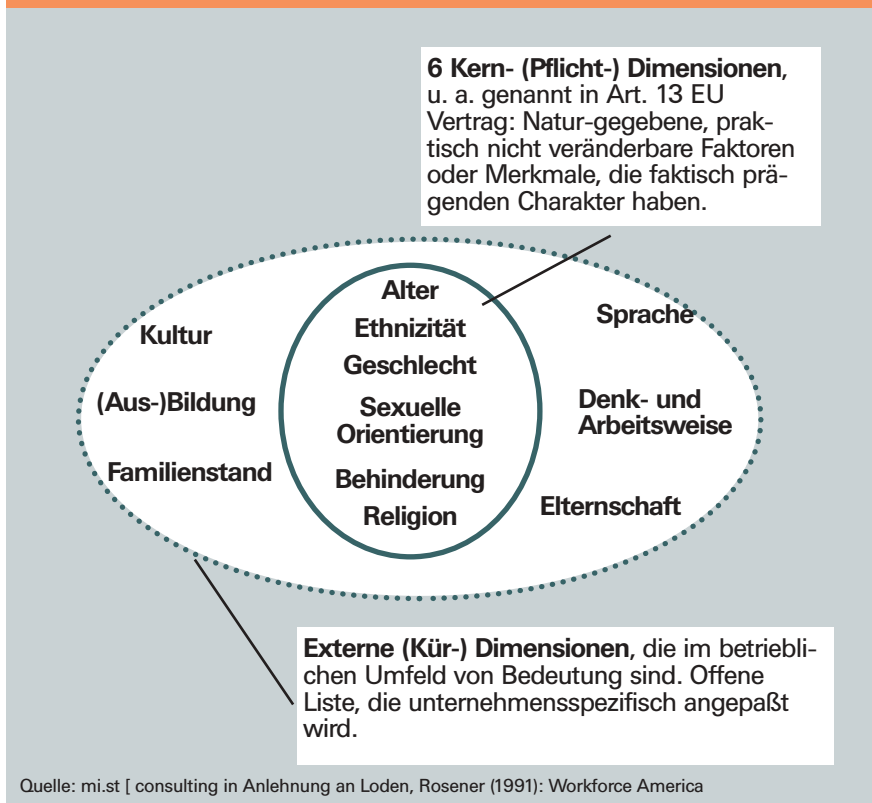 6 Kern- (Pflicht-) Dimensionen,
u. a. genannt in Art. 13 EU
Vertrag: Natur-gegebene, prak-
tisch nicht veränderbare Faktoren
oder Merkmale, die faktisch prä-
genden Charakter haben.
Kultur
(Aus-)Bildung
Familienstand
Alter
Ethnizität
Geschlecht
Sexuelle
Orientierung
Behinderung
Religion
Sprache
Denk- und
Arbeitsweise
Elternschaft
Externe (Kür-) Dimensionen, die im betriebli-
chen Umfeld von Bedeutung sind. Offene
Liste, die unternehmensspezifisch angepaßt
wird.
Quelle: mi.st [ consulting in Anlehnung an Loden, Rosener (1991): Workforce America